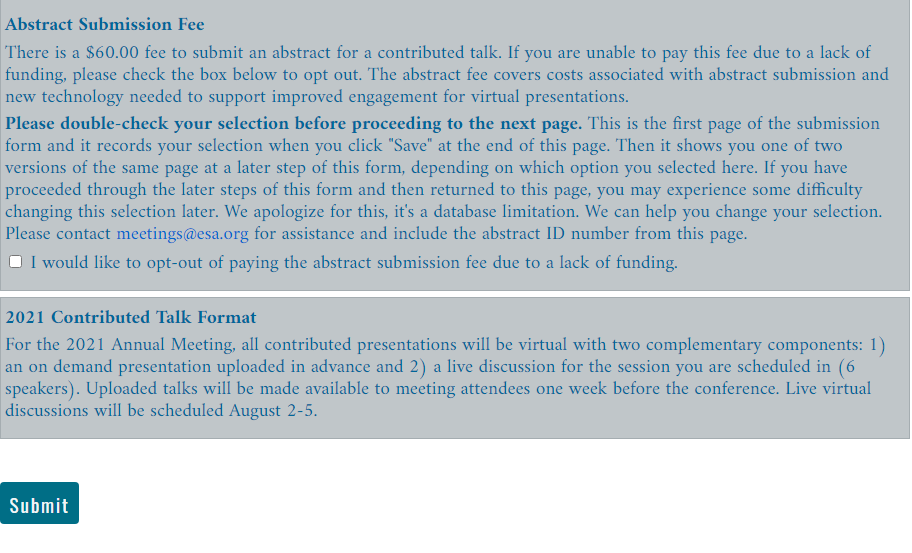 Abstract Submission Fee
There is a $60.00 fee to submit an abstract for a contributed talk. If you are unable to pay this fee due to a lack of
funding, please check the box below to opt out. The abstract fee covers costs associated with abstract submission and
new technology needed to support improved engagement for virtual presentations.
Please double-check your selection before proceeding to the next page. This is the first page of the submission
form and it records your selection when you click "Save" at the end of this page. Then it shows you one of two
versions of the same page at a later step of this form, depending on which option you selected here. If you have
proceeded through the later steps of this form and then returned to this page, you may experience some difficulty
changing this selection later. We apologize for this, it's a database limitation. We can help you change your selection.
Please contact meetings@esa.org for assistance and include the abstract ID number from this page.
I would like to opt-out of paying the abstract submission fee due to a lack of funding.
2021 Contributed Talk Format
For the 2021 Annual Meeting, all contributed presentations will be virtual with two complementary components: 1)
an on demand presentation uploaded in advance and 2) a live discussion for the session you are scheduled in (6
speakers). Uploaded talks will be made available to meeting attendees one week before the conference. Live virtual
discussions will be scheduled August 2-5.
Submit